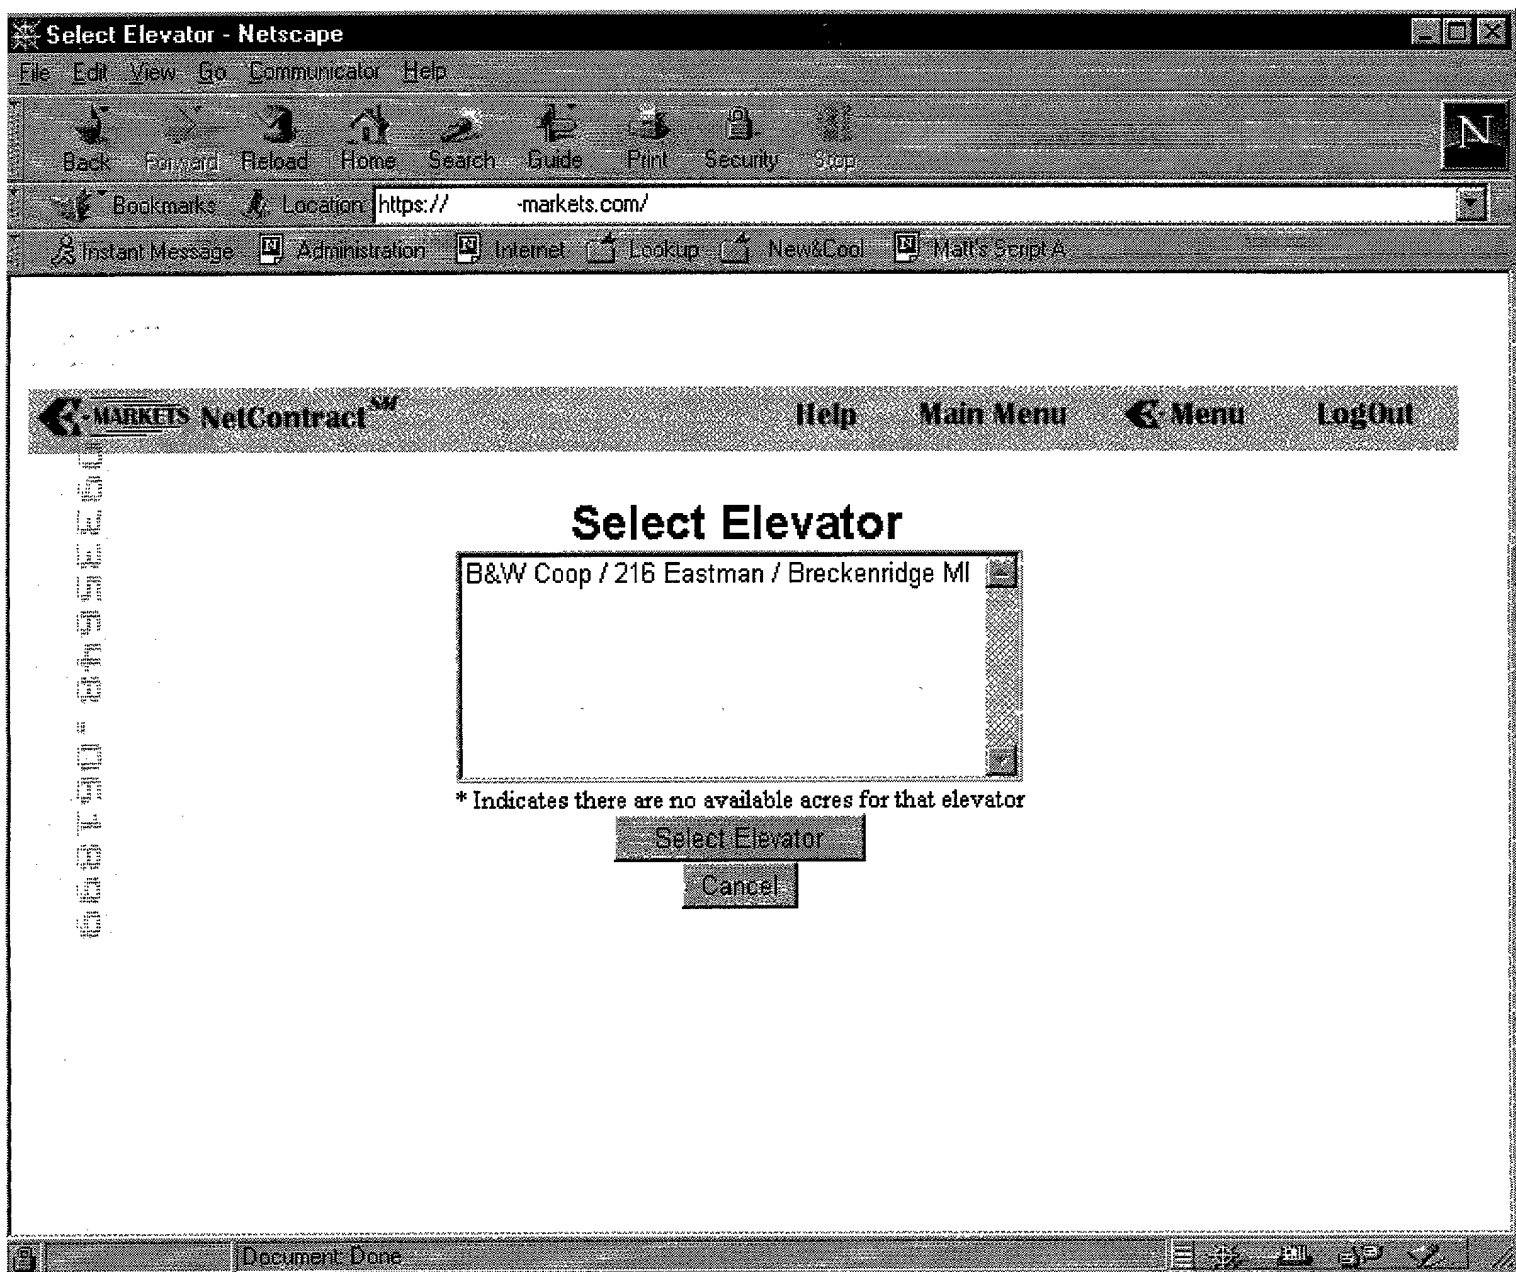 Select Elevator - Netscape
File Edit View Go Communicator Help
Back Forward Reload Home Search Guide Print Security Stop
N
Bookmarks Location: https:// -markets.com/
Instant Message Administration Internet Lookup New&Cool Matt's Script A
E-MARKETS NetContract SM Help Main Menu E-Menu LogOut
09335648.061899
Select Elevator
B&W Coop / 216 Eastman / Breckenridge MI
* Indicates there are no available acres for that elevator
Select Elevator
Cancel
Document: Done